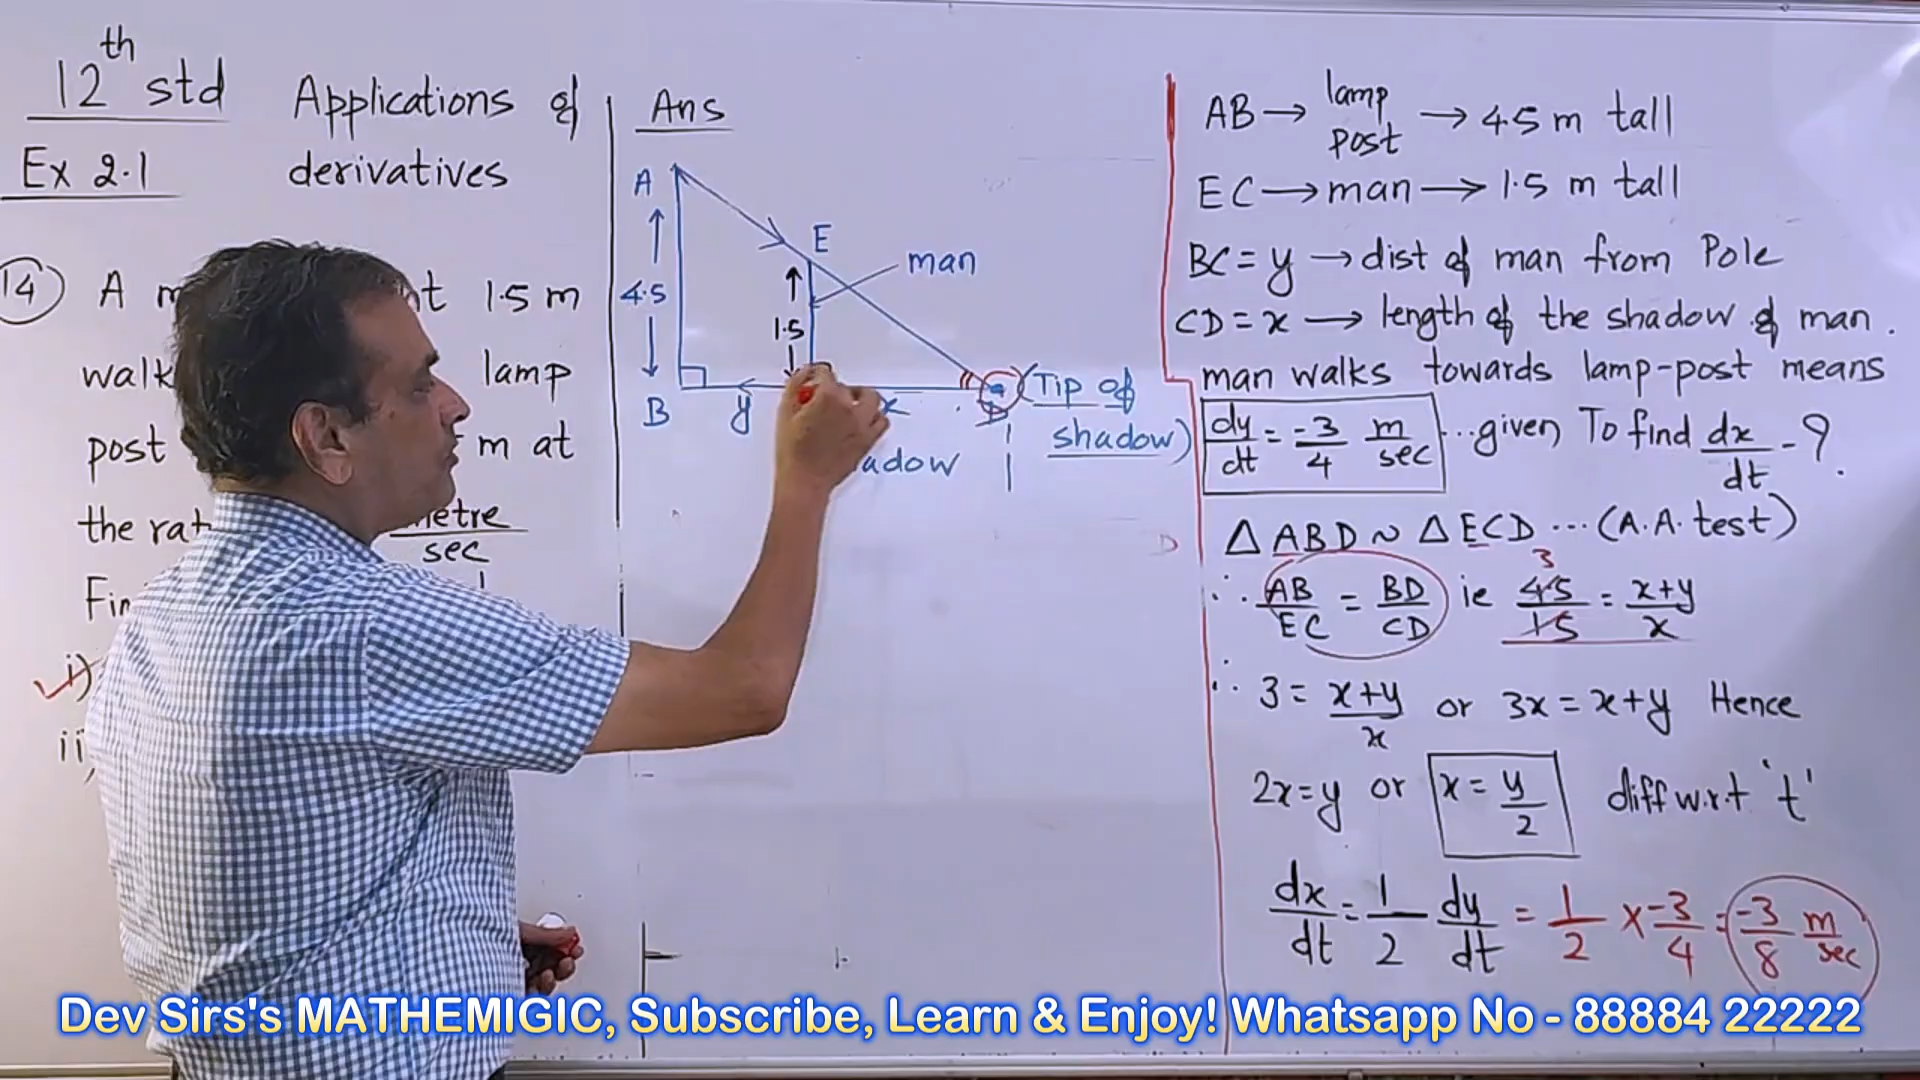 12th std Applications of
Ex 2.1 derivatives
14) A 1.5 m
walk lamp
post m at
the metre
sec
i)
ii)
Ans
A
E
man
4.5
1.5
B y x D (Tip of
shadow)
AB → lamp post → 4.5 m tall
EC → man → 1.5 m tall
BC = y → dist of man from Pole
CD = x → length of the shadow of man.
man walks towards lamp-post means
dy/dt = -3/4 m/sec ...given To find dx/dt - ?
△ ABD ~ △ ECD ... (A.A. test)
∴ AB/EC = BD/CD ie 4.5/1.5 = x+y/x
3
∴ 3 = x+y/x or 3x = x+y Hence
2x = y or x = y/2 diff w.r.t 't'
dx/dt = 1/2 dy/dt = 1/2 × -3/4 = -3/8 m/sec
Dev Sirs's MATHEMIGIC, Subscribe, Learn & Enjoy! Whatsapp No - 88884 22222